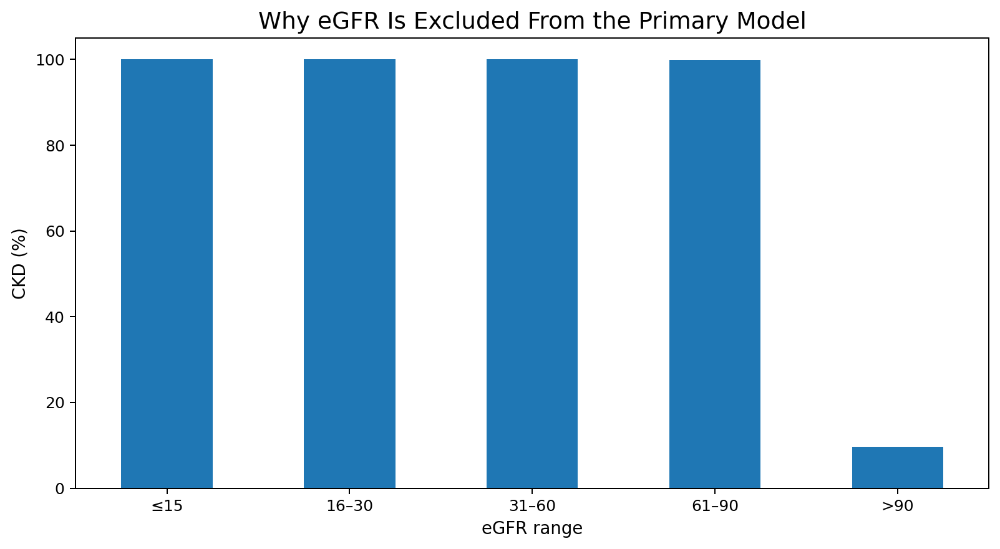 Why eGFR Is Excluded From the Primary Model
CKD (%)
100
80
60
40
20
0
≤15 16–30 31–60 61–90 >90
eGFR range